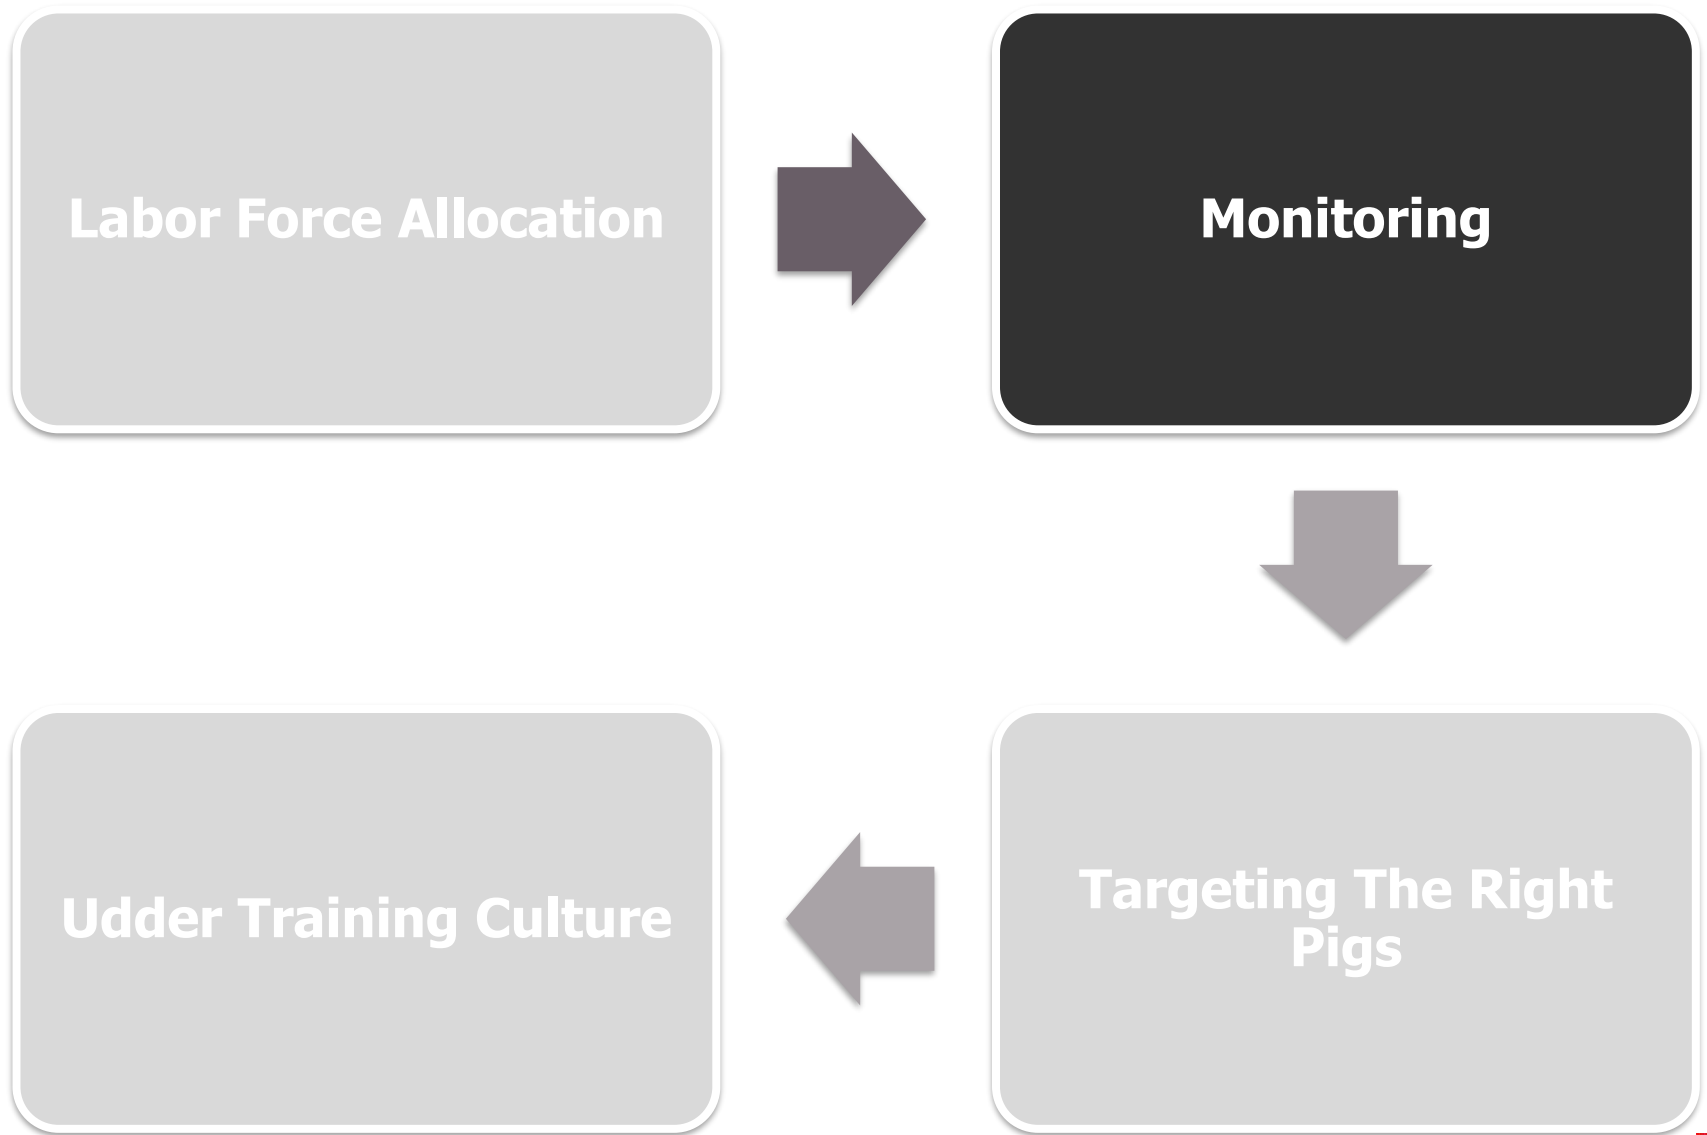 Labor Force Allocation
Monitoring
Targeting The Right
Pigs
Udder Training Culture